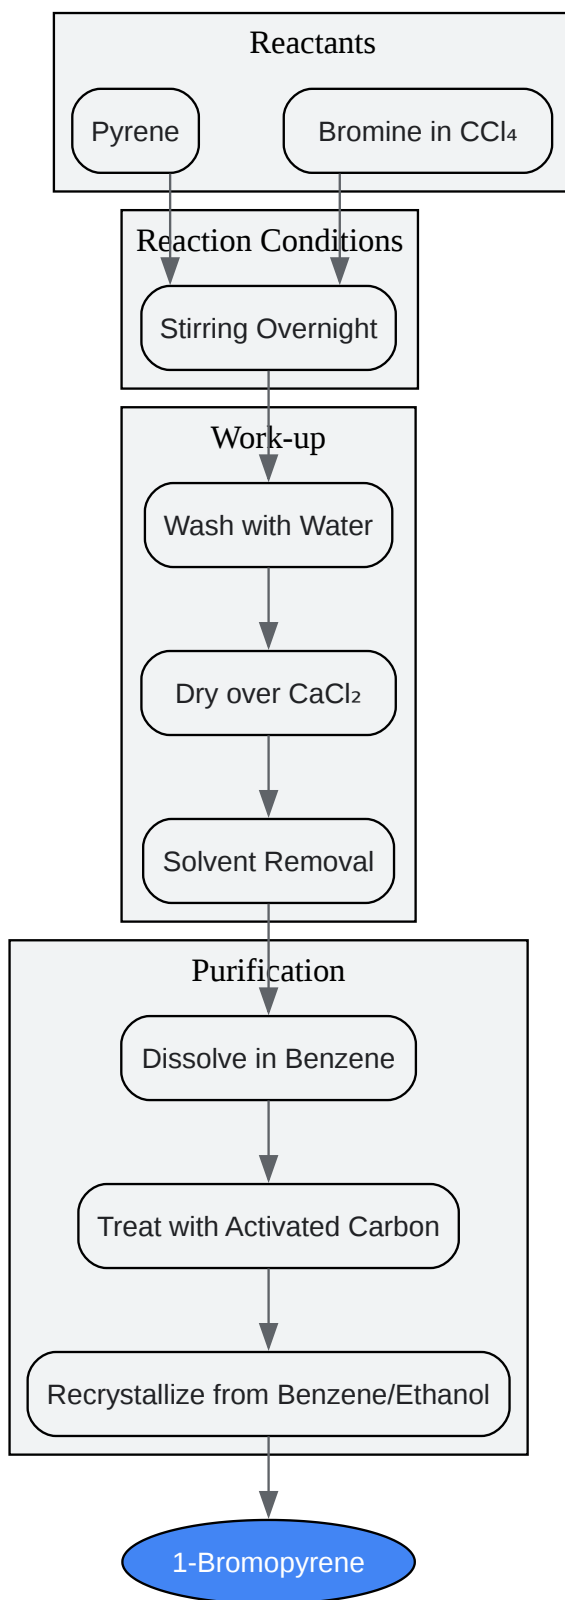 Reactants
Pyrene
Bromine in CCl₄
Reaction Conditions
Stirring Overnight
Work-up
Wash with Water
Dry over CaCl₂
Solvent Removal
Purification
Dissolve in Benzene
Treat with Activated Carbon
Recrystallize from Benzene/Ethanol
1-Bromopyrene